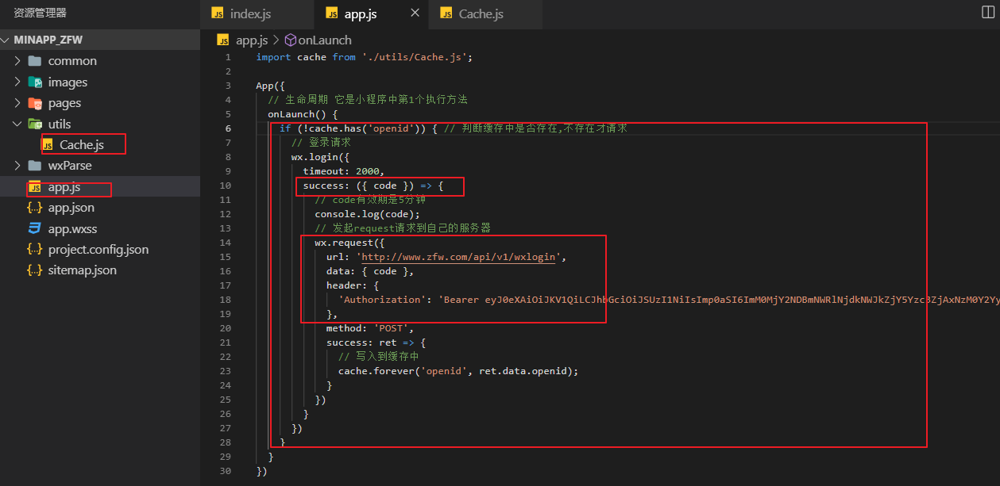 资源管理器
MINAPP_ZFW
common
images
pages
utils
Cache.js
wxParse
app.js
app.json
app.wxss
project.config.json
sitemap.json
index.js
app.js
Cache.js
app.js > onLaunch
1 import cache from './utils/Cache.js';
2
3 App({
4 // 生命周期 它是小程序中第1个执行方法
5 onLaunch() {
6 if (!cache.has('openid')) { // 判断缓存中是否存在,不存在才请求
7 // 登录请求
8 wx.login({
9 timeout: 2000,
10 success: ({ code }) => {
11 // code有效期是5分钟
12 console.log(code);
13 // 发起request请求到自己的服务器
14 wx.request({
15 url: 'http://www.zfw.com/api/v1/wxlogin',
16 data: { code },
17 header: {
18 'Authorization': 'Bearer eyJ0eXAiOiJKV1QiLCJhbGciOiJSUzI1NiIsImp0aSI6ImM0MjY2NDBmNWRlNjdkNWJkZjY5Yzc3ZjAxNzM0Y2Yy
19 },
20 method: 'POST',
21 success: ret => {
22 // 写入到缓存中
23 cache.forever('openid', ret.data.openid);
24 }
25 })
26 }
27 })
28 }
29 }
30 })